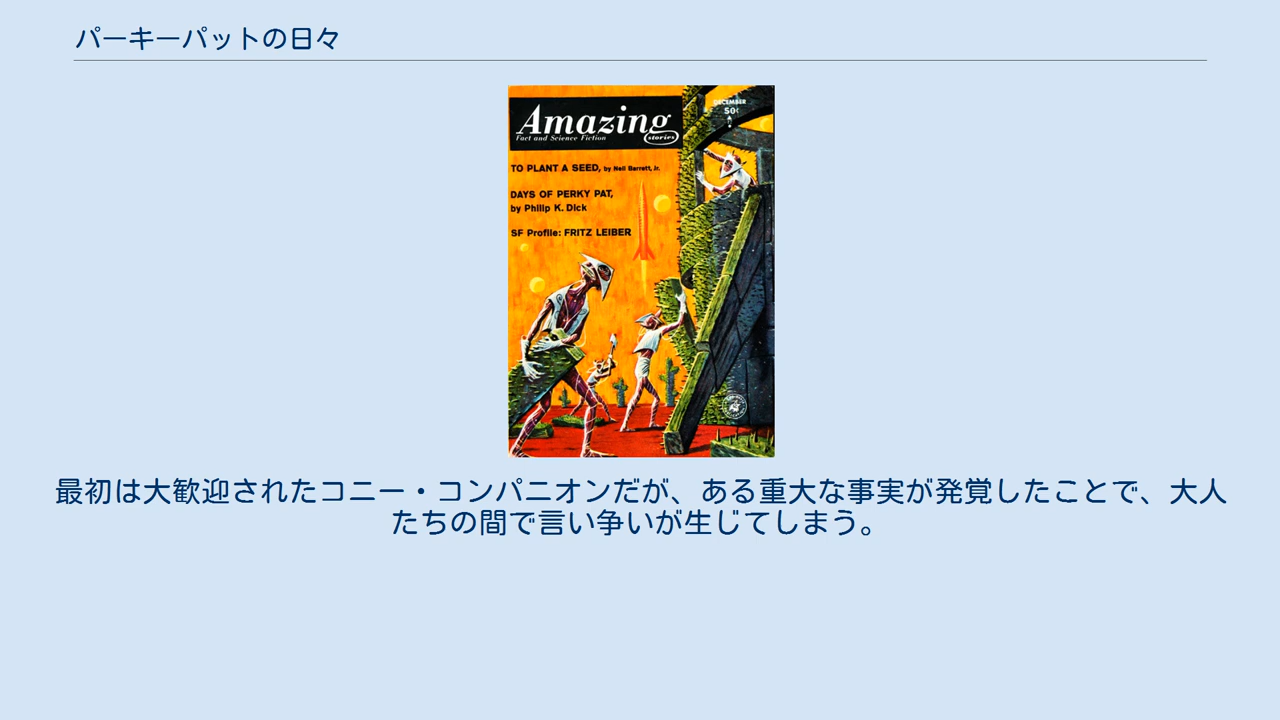 パーキーパットの日々
Amazing
Fact and Science Fiction
stories
DECEMBER
50¢
TO PLANT A SEED, by Neil Barrett, Jr.
DAYS OF PERKY PAT,
by Philip K. Dick
SF Profile: FRITZ LEIBER
最初は大歓迎されたコニー・コンパニオンだが、ある重大な事実が発覚したことで、大人
たちの間で言い争いが生じてしまう。